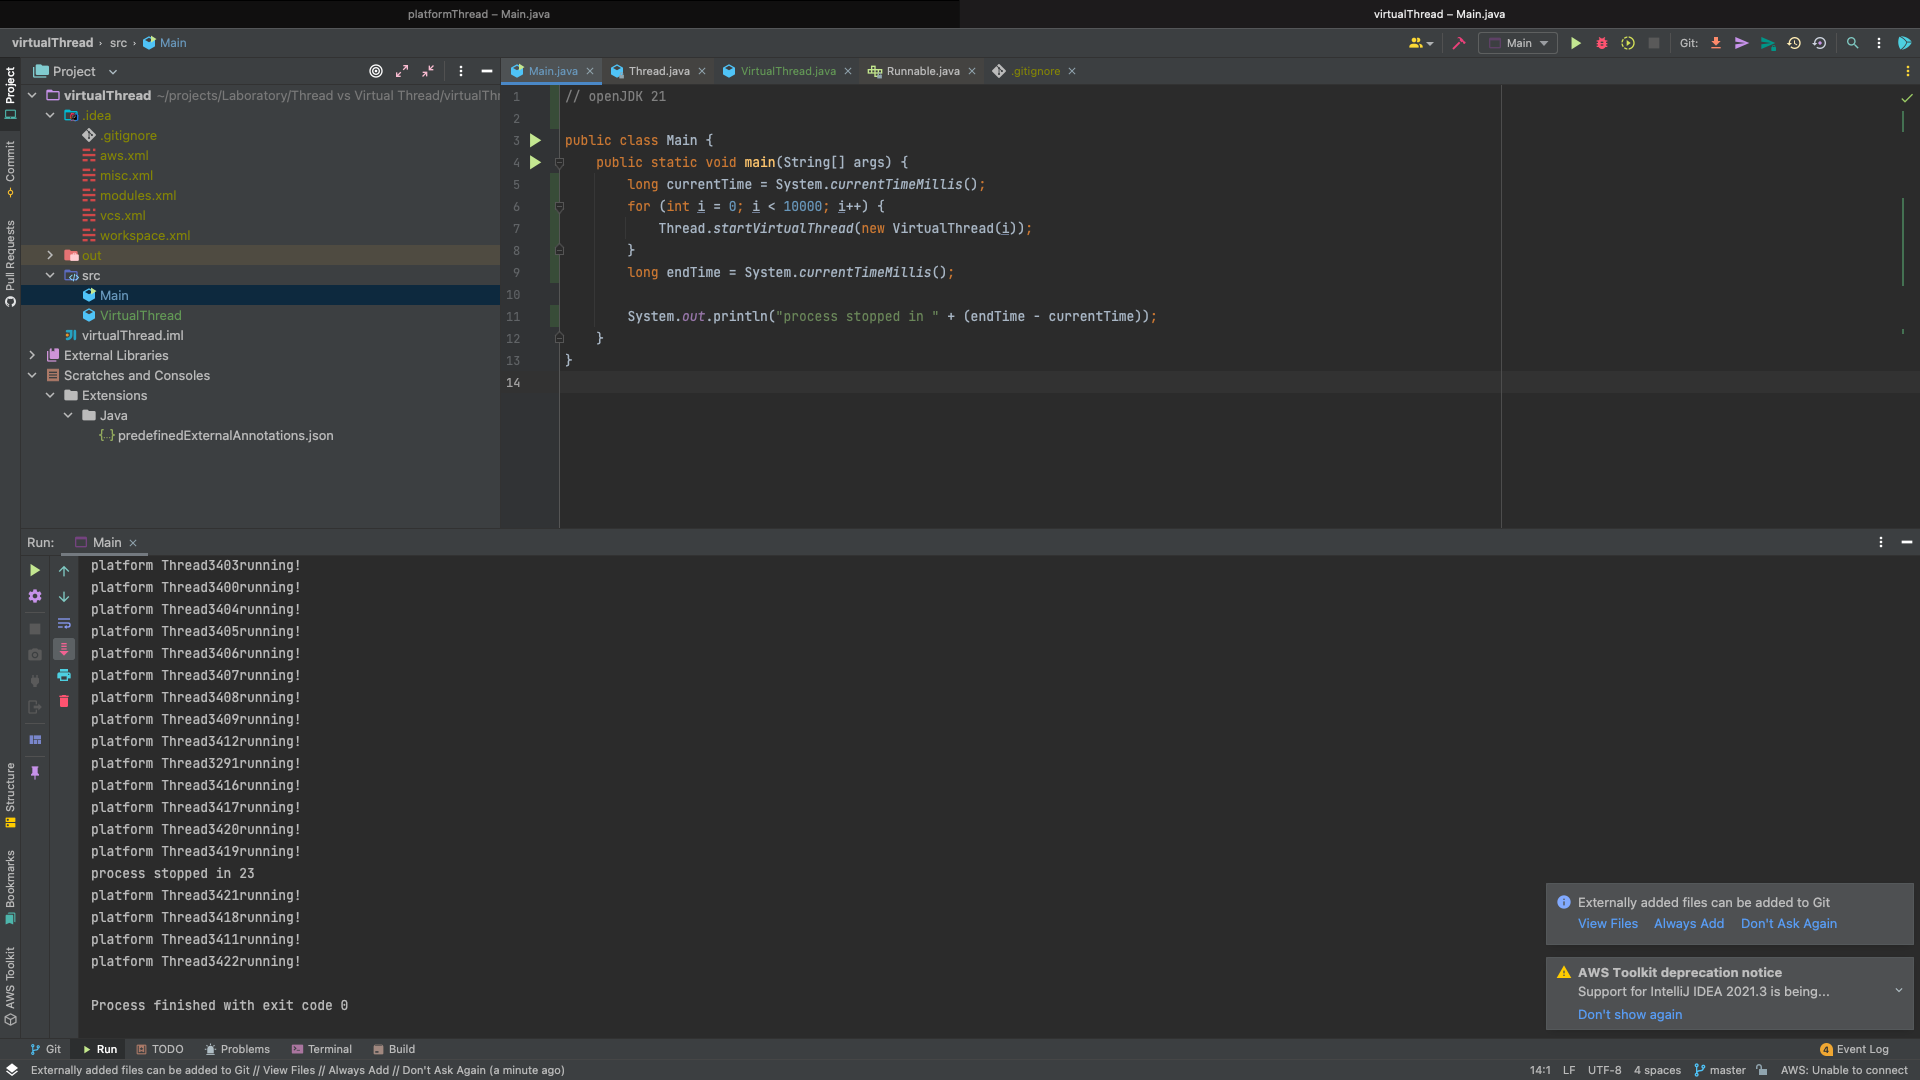 platformThread – Main.java
virtualThread – Main.java
virtualThread › src › Main
Main
Git:
Project
Main.java
Thread.java
VirtualThread.java
Runnable.java
.gitignore
virtualThread ~/projects/Laboratory/Thread vs Virtual Thread/virtualThr
.idea
.gitignore
aws.xml
misc.xml
modules.xml
vcs.xml
workspace.xml
out
src
Main
VirtualThread
virtualThread.iml
External Libraries
Scratches and Consoles
Extensions
Java
predefinedExternalAnnotations.json
Project
Commit
Pull Requests
Structure
Bookmarks
AWS Toolkit
1 // openJDK 21
2
3 public class Main {
4 public static void main(String[] args) {
5 long currentTime = System.currentTimeMillis();
6 for (int i = 0; i < 10000; i++) {
7 Thread.startVirtualThread(new VirtualThread(i));
8 }
9 long endTime = System.currentTimeMillis();
10
11 System.out.println("process stopped in " + (endTime - currentTime));
12 }
13 }
14
Run: Main
platform Thread3403running!
platform Thread3400running!
platform Thread3404running!
platform Thread3405running!
platform Thread3406running!
platform Thread3407running!
platform Thread3408running!
platform Thread3409running!
platform Thread3412running!
platform Thread3291running!
platform Thread3416running!
platform Thread3417running!
platform Thread3420running!
platform Thread3419running!
process stopped in 23
platform Thread3421running!
platform Thread3418running!
platform Thread3411running!
platform Thread3422running!
Process finished with exit code 0
Externally added files can be added to Git
View Files Always Add Don't Ask Again
AWS Toolkit deprecation notice
Support for IntelliJ IDEA 2021.3 is being...
Don't show again
Git Run TODO Problems Terminal Build
4 Event Log
Externally added files can be added to Git // View Files // Always Add // Don't Ask Again (a minute ago)
14:1 LF UTF-8 4 spaces master AWS: Unable to connect